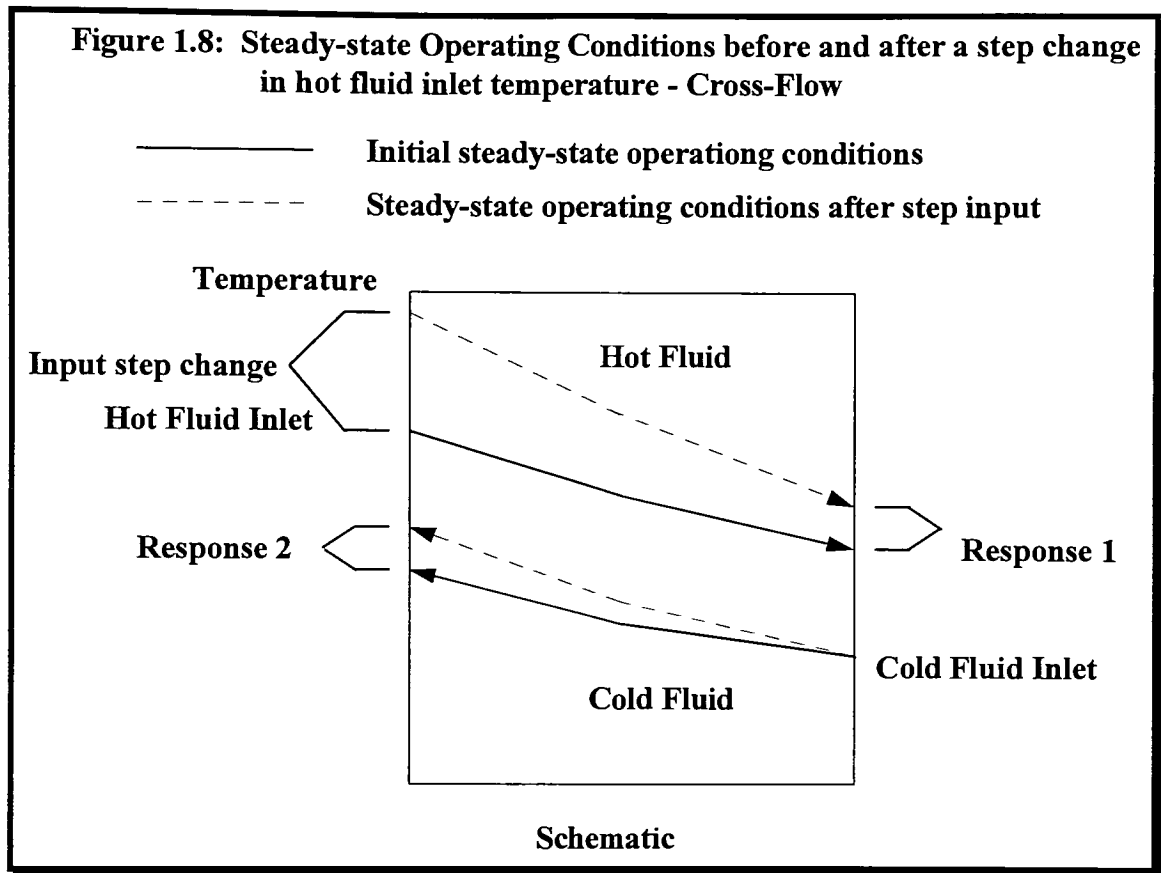 Figure 1.8: Steady-state Operating Conditions before and after a step change
in hot fluid inlet temperature - Cross-Flow
Initial steady-state operationg conditions
Steady-state operating conditions after step input
Temperature
Hot Fluid
Input step change
Hot Fluid Inlet
Response 2
Response 1
Cold Fluid Inlet
Cold Fluid
Schematic